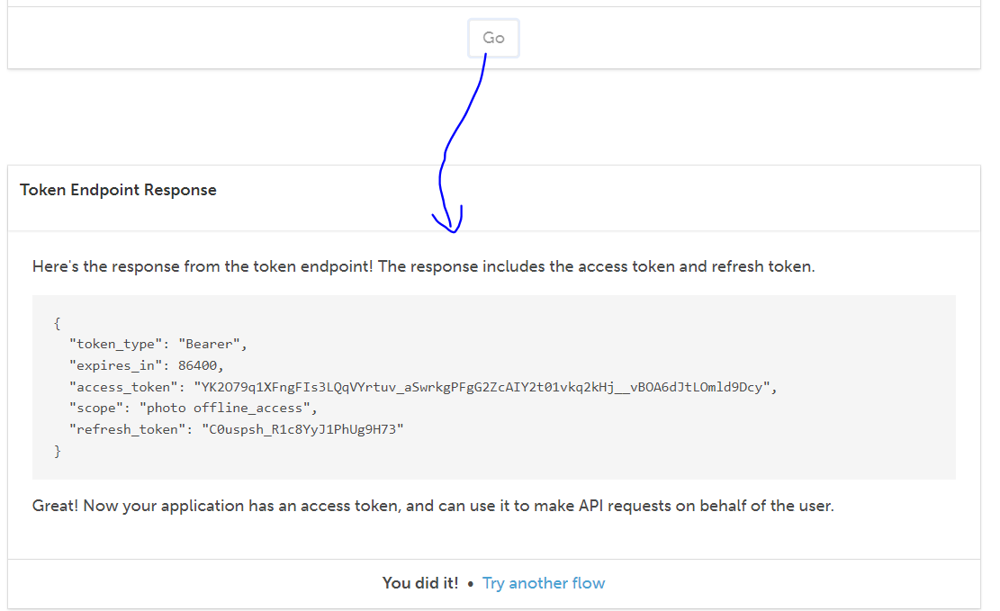 Go
Token Endpoint Response
Here's the response from the token endpoint! The response includes the access token and refresh token.
{
"token_type": "Bearer",
"expires_in": 86400,
"access_token": "YK2O79q1XFngFIs3LQqVYrtuv_aSwrkgPFgG2ZcAIY2t01vkq2kHj__vBOA6dJtLOmld9Dcy",
"scope": "photo offline_access",
"refresh_token": "C0uspsh_R1c8YyJ1PhUg9H73"
}
Great! Now your application has an access token, and can use it to make API requests on behalf of the user.
You did it! • Try another flow